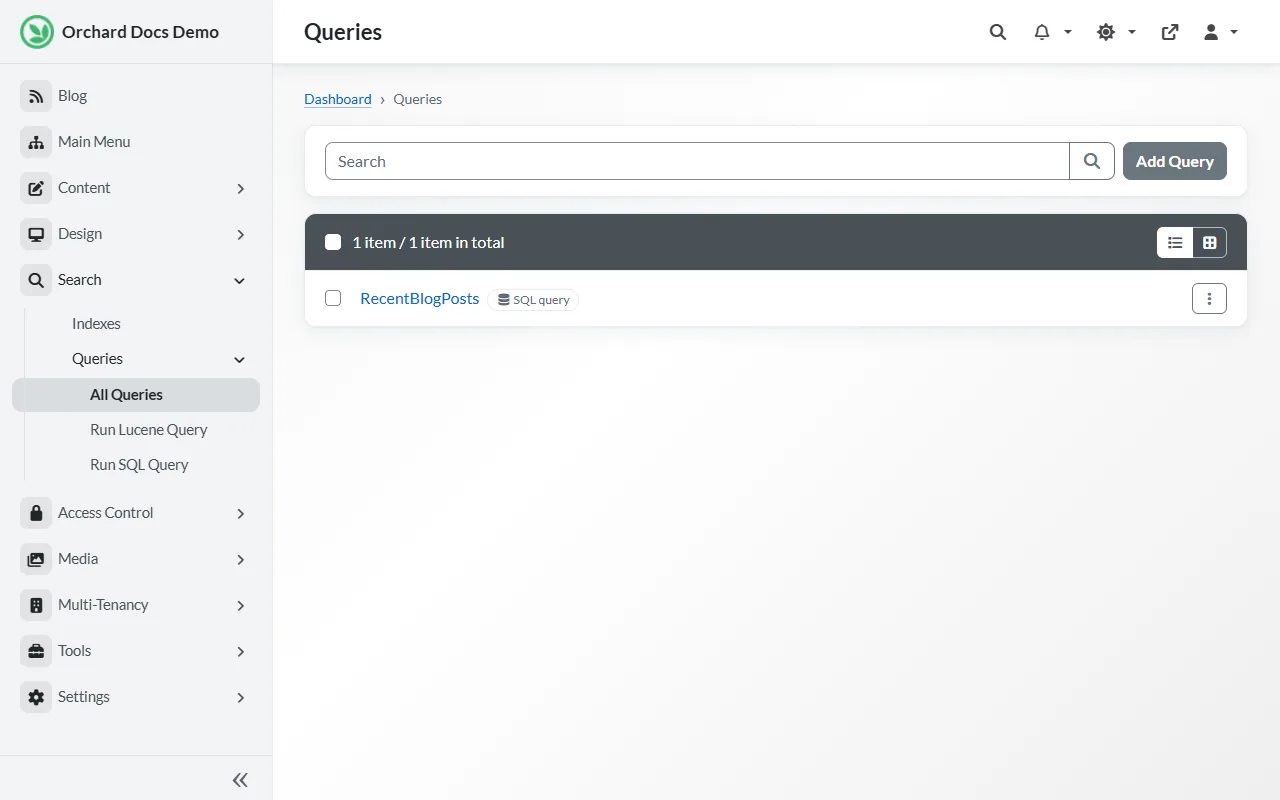 Orchard Docs Demo
Queries
Blog
Main Menu
Content
Design
Search
Indexes
Queries
All Queries
Run Lucene Query
Run SQL Query
Access Control
Media
Multi-Tenancy
Tools
Settings
Dashboard › Queries
Search
Add Query
1 item / 1 item in total
RecentBlogPosts SQL query